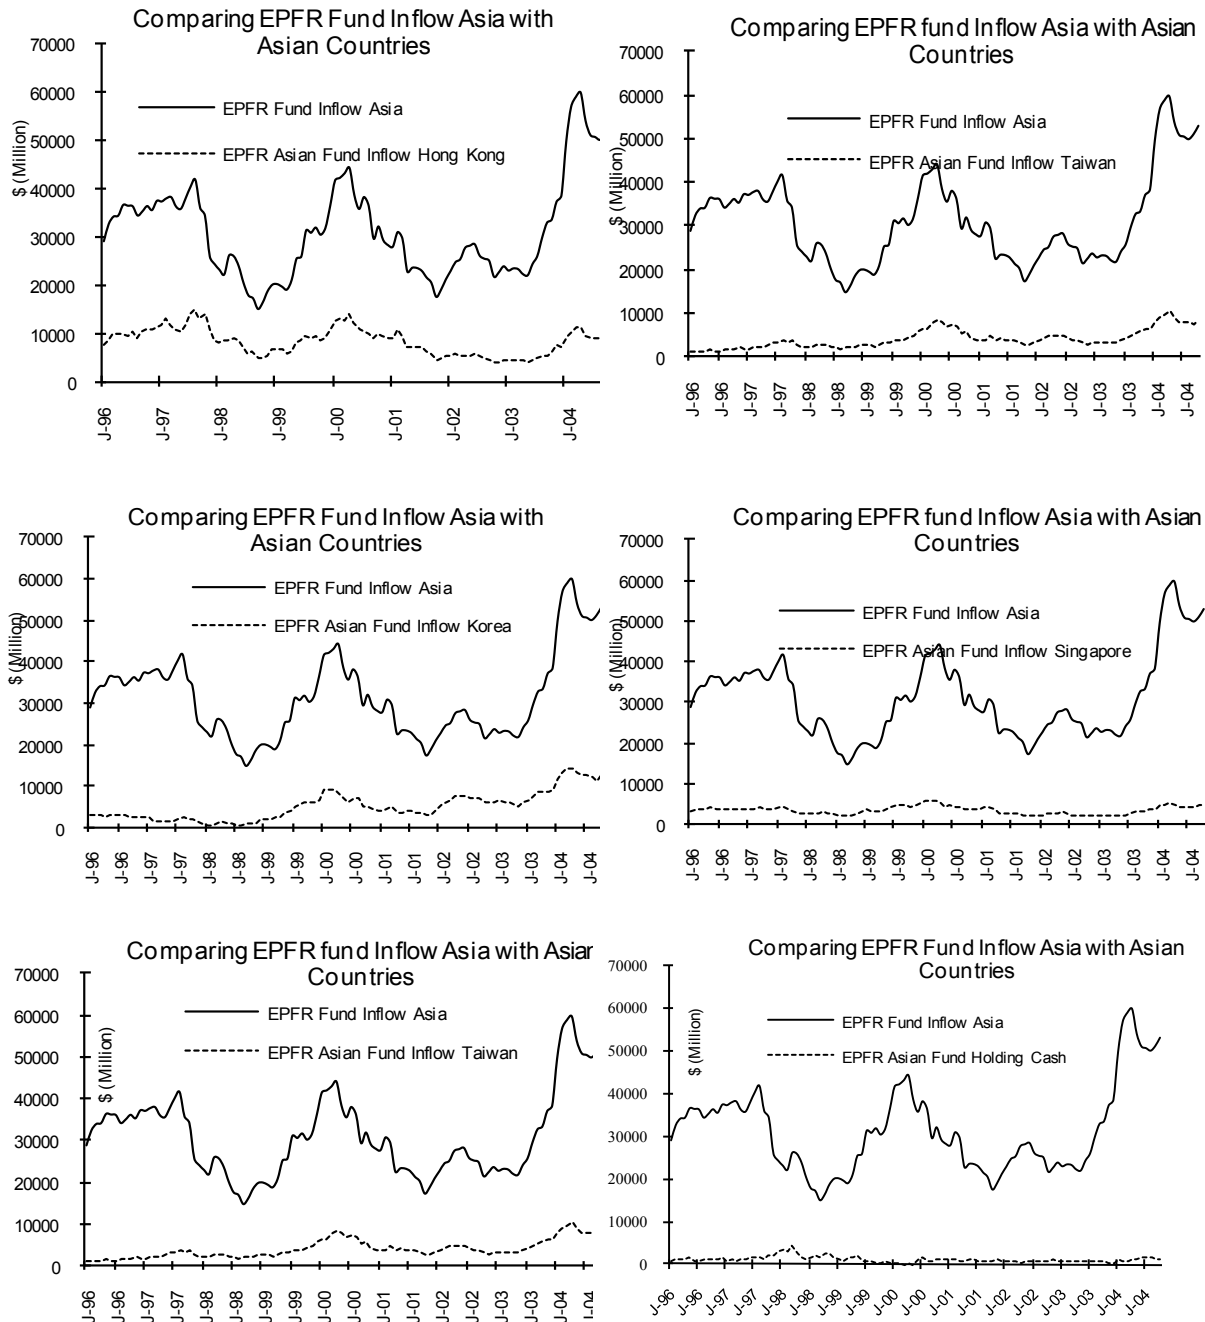 Comparing EPFR Fund Inflow Asia with
Asian Countries
70000
60000
50000
40000
30000
20000
10000
0
$ (Million)
EPFR Fund Inflow Asia
EPFR Asian Fund Inflow Hong Kong
J-96
J-97
J-98
J-99
J-00
J-01
J-02
J-03
J-04
Comparing EPFR fund Inflow Asia with Asian
Countries
70000
60000
50000
40000
30000
20000
10000
0
$ (Million)
EPFR Fund Inflow Asia
EPFR Asian Fund Inflow Taiwan
J-96
J-96
J-97
J-97
J-98
J-98
J-99
J-99
J-00
J-00
J-01
J-01
J-02
J-02
J-03
J-03
J-04
J-04
Comparing EPFR Fund Inflow Asia with
Asian Countries
70000
60000
50000
40000
30000
20000
10000
0
$ (Million)
EPFR Fund Inflow Asia
EPFR Asian Fund Inflow Korea
J-96
J-96
J-97
J-97
J-98
J-98
J-99
J-99
J-00
J-00
J-01
J-01
J-02
J-02
J-03
J-03
J-04
J-04
Comparing EPFR fund Inflow Asia with Asian
Countries
70000
60000
50000
40000
30000
20000
10000
0
$ (Million)
EPFR Fund Inflow Asia
EPFR Asian Fund Inflow Singapore
J-96
J-96
J-97
J-97
J-98
J-98
J-99
J-99
J-00
J-00
J-01
J-01
J-02
J-02
J-03
J-03
J-04
J-04
Comparing EPFR fund Inflow Asia with Asian
Countries
70000
60000
50000
40000
30000
20000
10000
0
$ (Million)
EPFR Fund Inflow Asia
EPFR Asian Fund Inflow Taiwan
J-96
J-96
J-97
J-97
J-98
J-98
J-99
J-99
J-00
J-00
J-01
J-01
J-02
J-02
J-03
J-03
J-04
J-04
Comparing EPFR Fund Inflow Asia with Asian
Countries
70000
60000
50000
40000
30000
20000
10000
0
$ (Million)
EPFR Fund Inflow Asia
EPFR Asian Fund Holding Cash
J-96
J-96
J-97
J-97
J-98
J-98
J-99
J-99
J-00
J-00
J-01
J-01
J-02
J-02
J-03
J-03
J-04
J-04